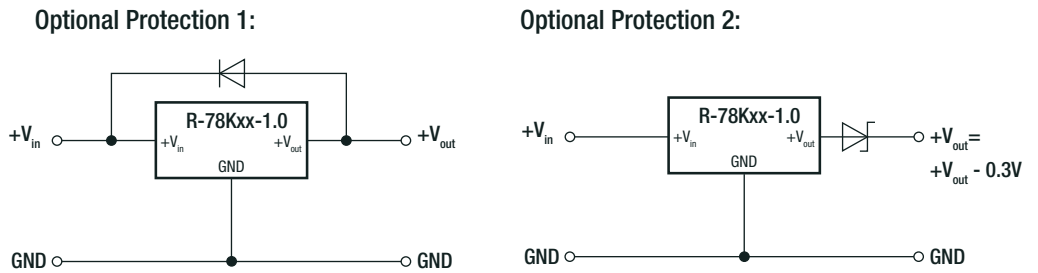 Optional Protection 1:
R-78Kxx-1.0
+Vin
+Vin
+Vout
+Vout
GND
GND
GND
Optional Protection 2:
R-78Kxx-1.0
+Vin
+Vin
+Vout
+Vout=
+Vout - 0.3V
GND
GND
GND